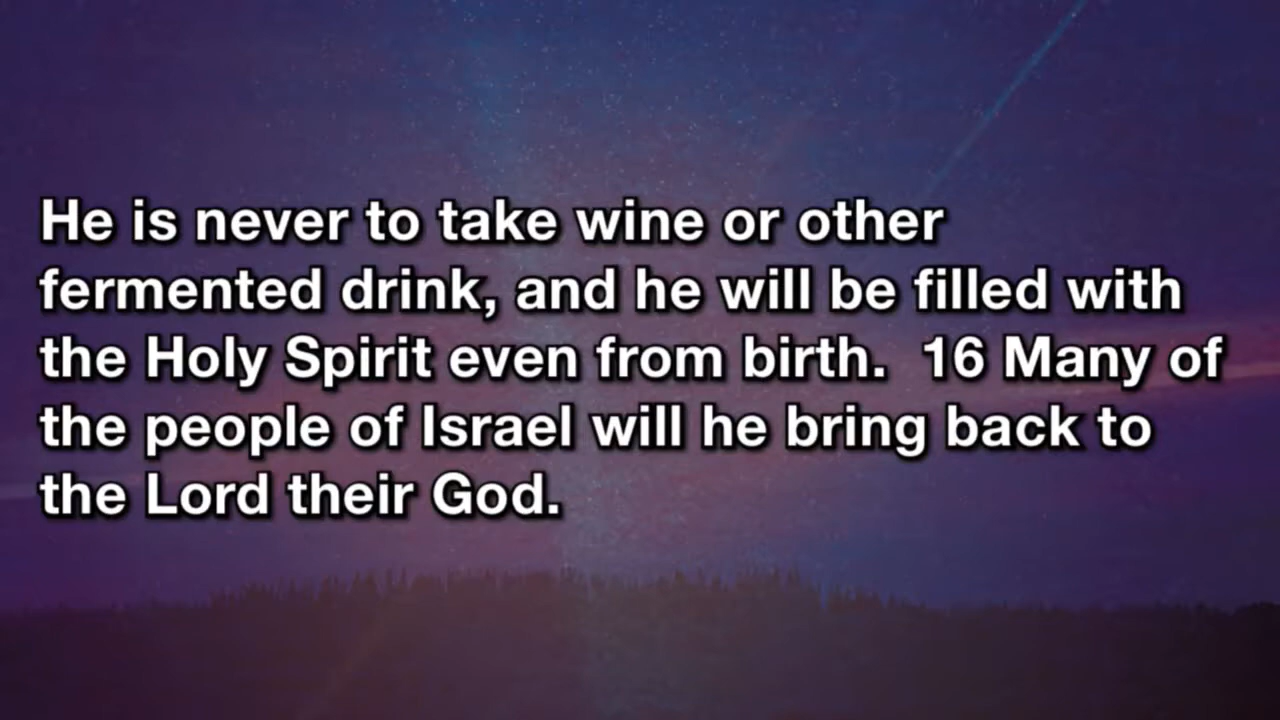 He is never to take wine or other
fermented drink, and he will be filled with
the Holy Spirit even from birth.  16 Many of
the people of Israel will he bring back to
the Lord their God.